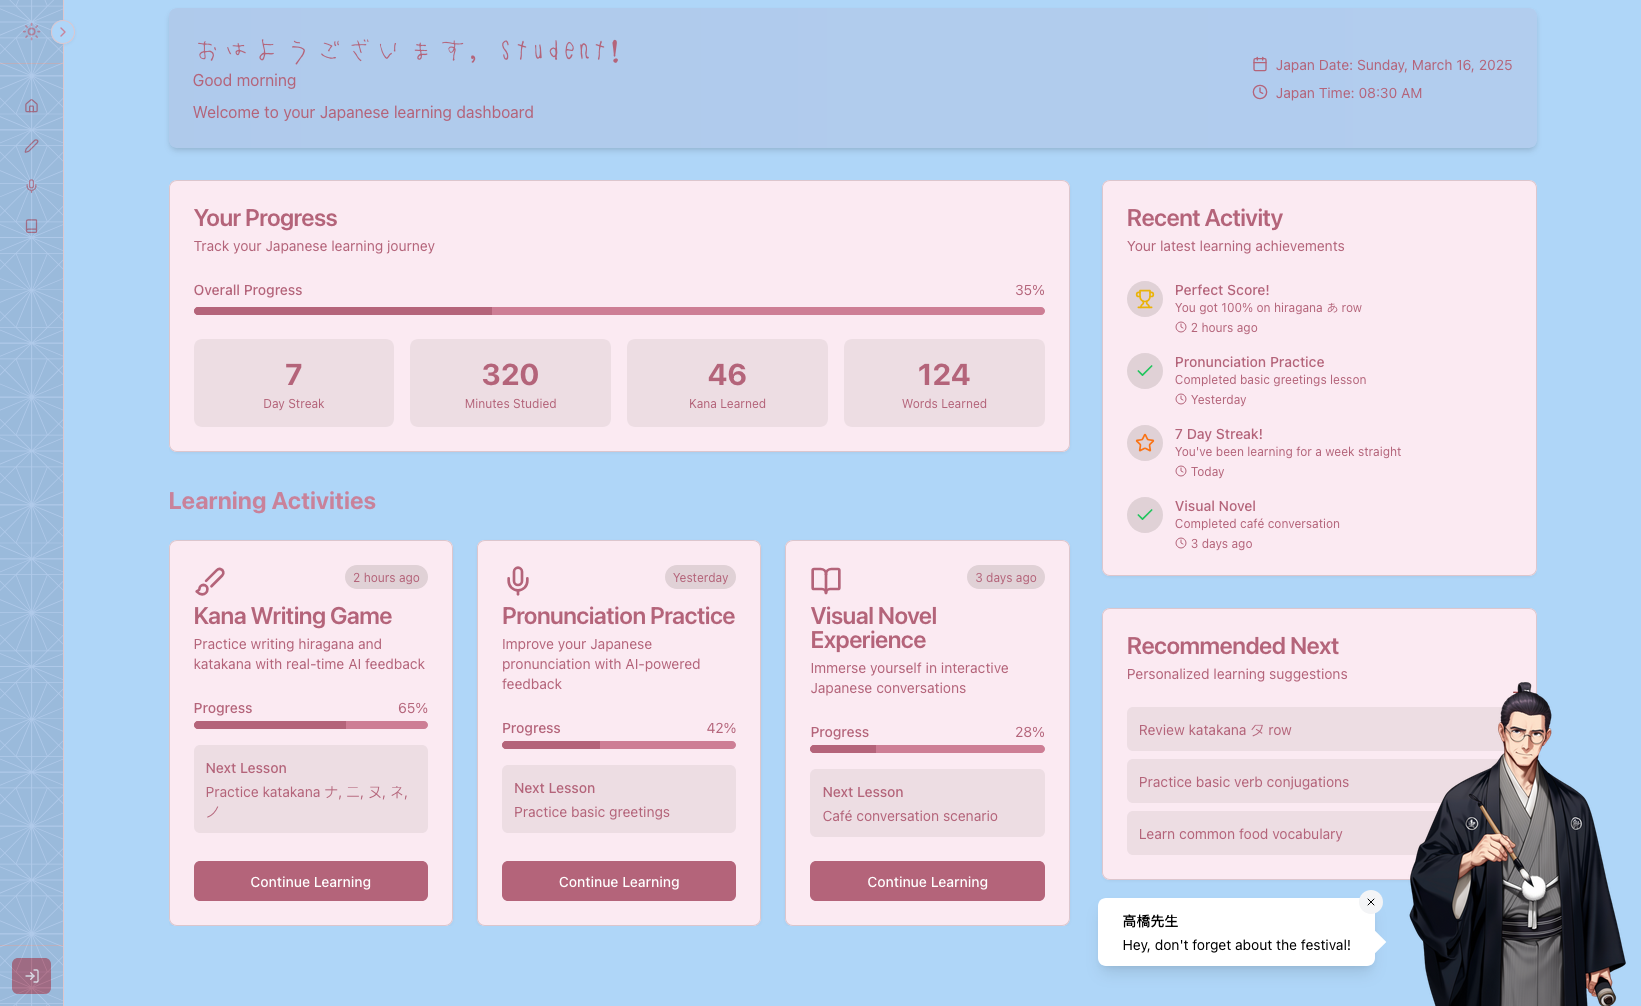 おはようございます, Student!
Good morning
Welcome to your Japanese learning dashboard
Japan Date: Sunday, March 16, 2025
Japan Time: 08:30 AM
Your Progress
Track your Japanese learning journey
Overall Progress 35%
7 320 46 124
Day Streak Minutes Studied Kana Learned Words Learned
Learning Activities
2 hours ago
Kana Writing Game
Practice writing hiragana and
katakana with real-time AI feedback
Progress 65%
Next Lesson
Practice katakana ナ, ニ, ヌ, ネ,
ノ
Continue Learning
Yesterday
Pronunciation Practice
Improve your Japanese
pronunciation with AI-powered
feedback
Progress 42%
Next Lesson
Practice basic greetings
Continue Learning
3 days ago
Visual Novel
Experience
Immerse yourself in interactive
Japanese conversations
Progress 28%
Next Lesson
Café conversation scenario
Continue Learning
Recent Activity
Your latest learning achievements
Perfect Score!
You got 100% on hiragana あ row
2 hours ago
Pronunciation Practice
Completed basic greetings lesson
Yesterday
7 Day Streak!
You've been learning for a week straight
Today
Visual Novel
Completed café conversation
3 days ago
Recommended Next
Personalized learning suggestions
Review katakana タ row
Practice basic verb conjugations
Learn common food vocabulary
高橋先生
Hey, don't forget about the festival!